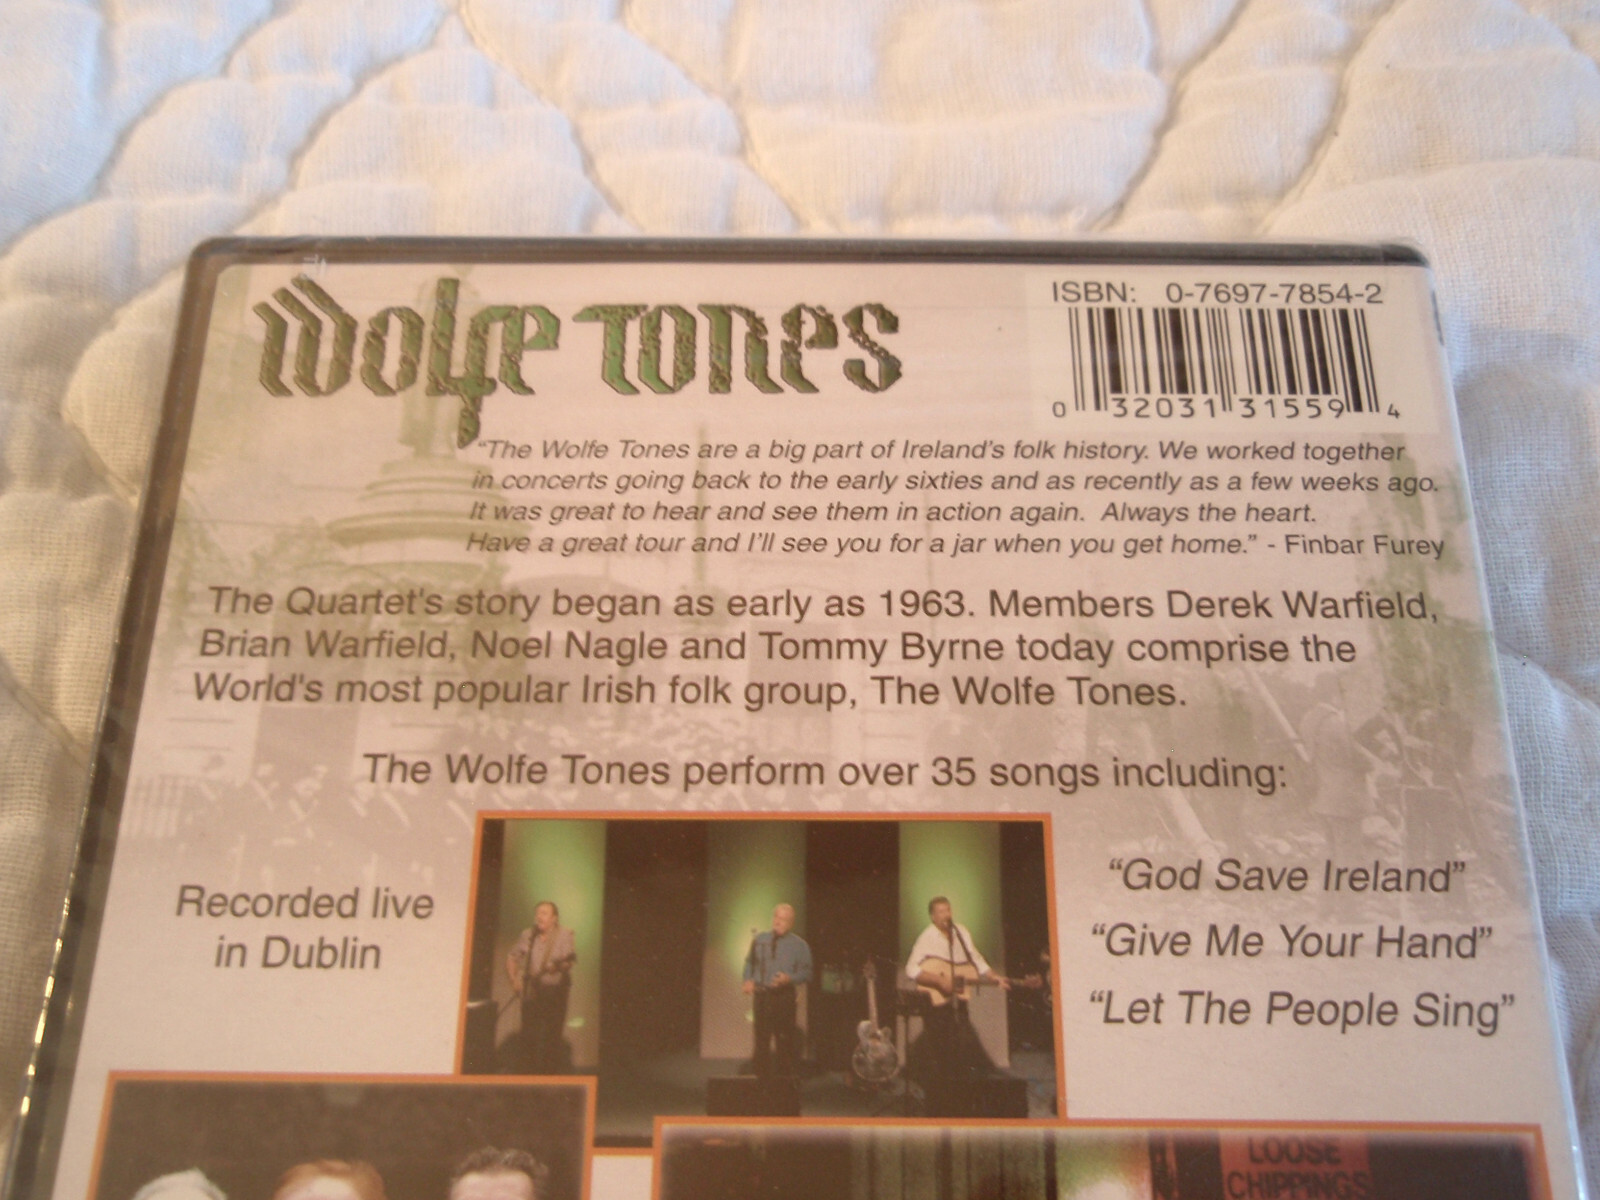 Wolfe Tones
ISBN: 0-7697-7854-2
0 32031 31559 4
“The Wolfe Tones are a big part of Ireland's folk history. We worked together
in concerts going back to the early sixties and as recently as a few weeks ago.
It was great to hear and see them in action again. Always the heart.
Have a great tour and I'll see you for a jar when you get home.” - Finbar Furey
The Quartet's story began as early as 1963. Members Derek Warfield,
Brian Warfield, Noel Nagle and Tommy Byrne today comprise the
World's most popular Irish folk group, The Wolfe Tones.
The Wolfe Tones perform over 35 songs including:
Recorded live
in Dublin
“God Save Ireland”
“Give Me Your Hand”
“Let The People Sing”
LOOSE
CHIPPINGS